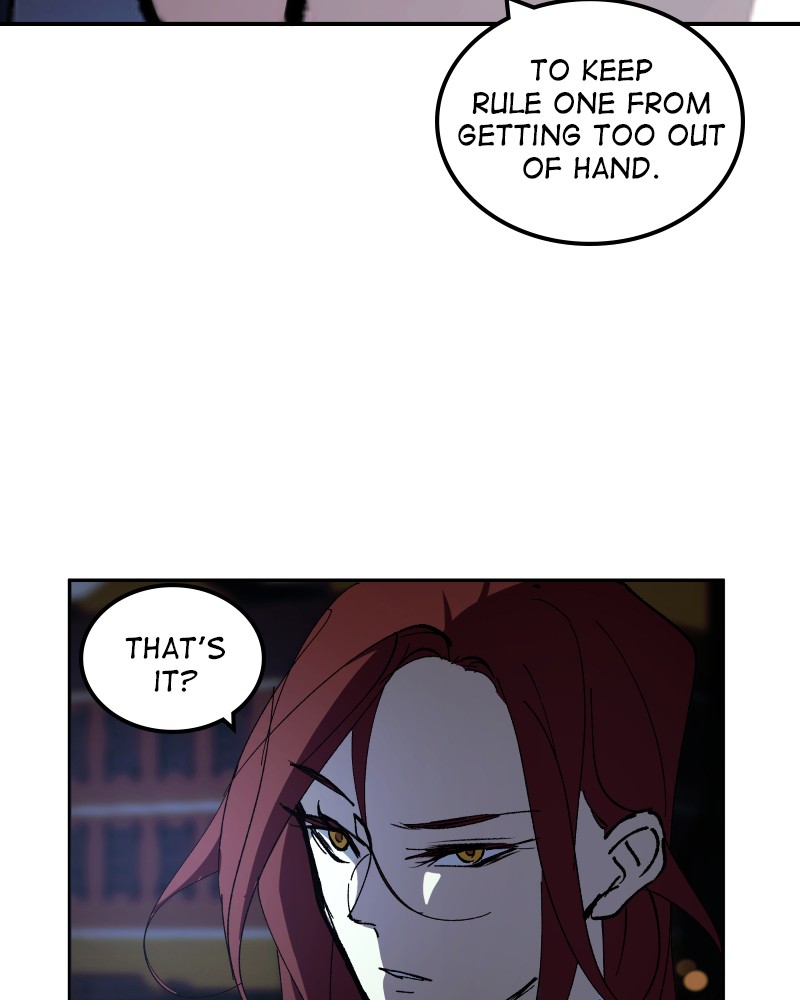 TO KEEP
RULE ONE FROM
GETTING TOO OUT
OF HAND.
THAT'S
IT?